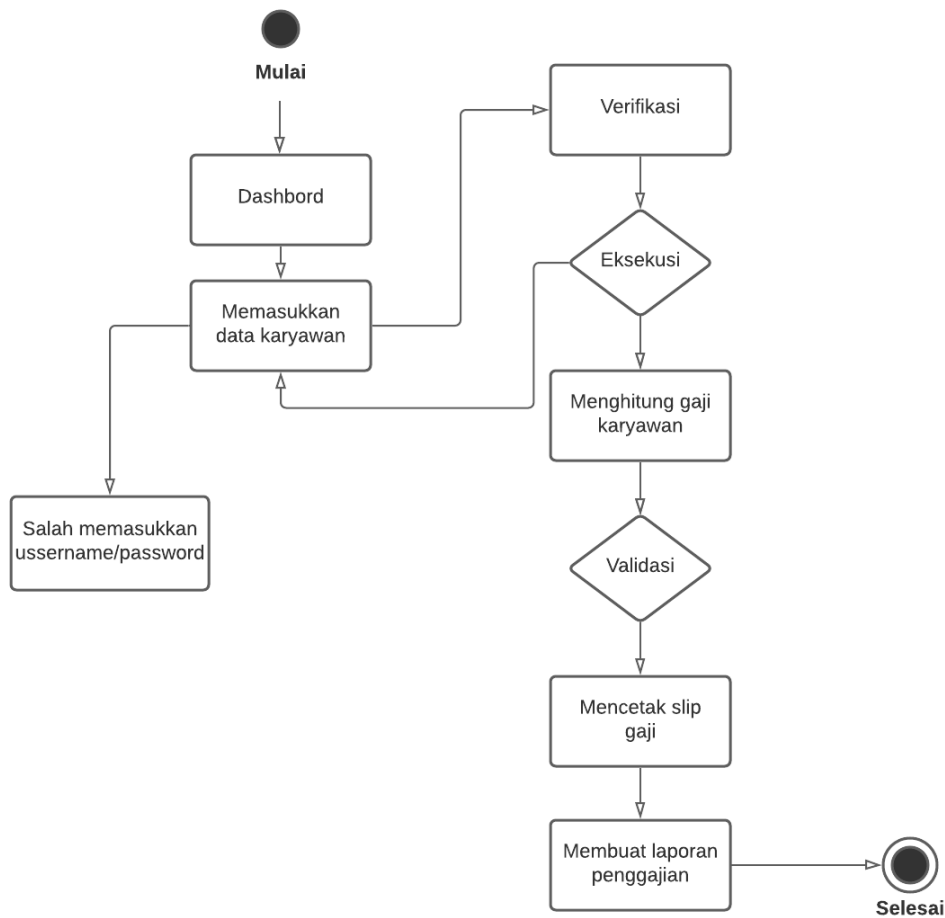 Mulai
Dashbord
Memasukkan
data karyawan
Salah memasukkan
ussername/password
Verifikasi
Eksekusi
Menghitung gaji
karyawan
Validasi
Mencetak slip
gaji
Membuat laporan
penggajian
Selesai